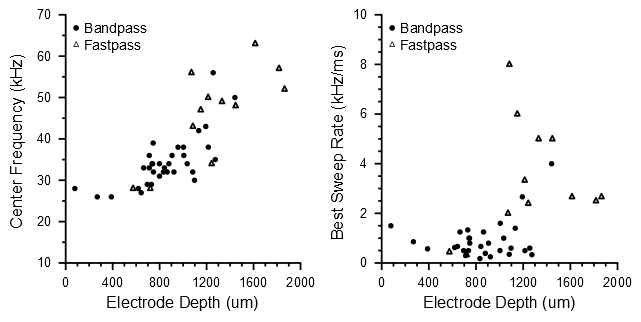 70
60
50
40
30
20
10
Center Frequency (kHz)
Bandpass
Fastpass
0 400 800 1200 1600 2000
Electrode Depth (um)
10
8
6
4
2
0
Best Sweep Rate (kHz/ms)
Bandpass
Fastpass
0 400 800 1200 1600 2000
Electrode Depth (um)